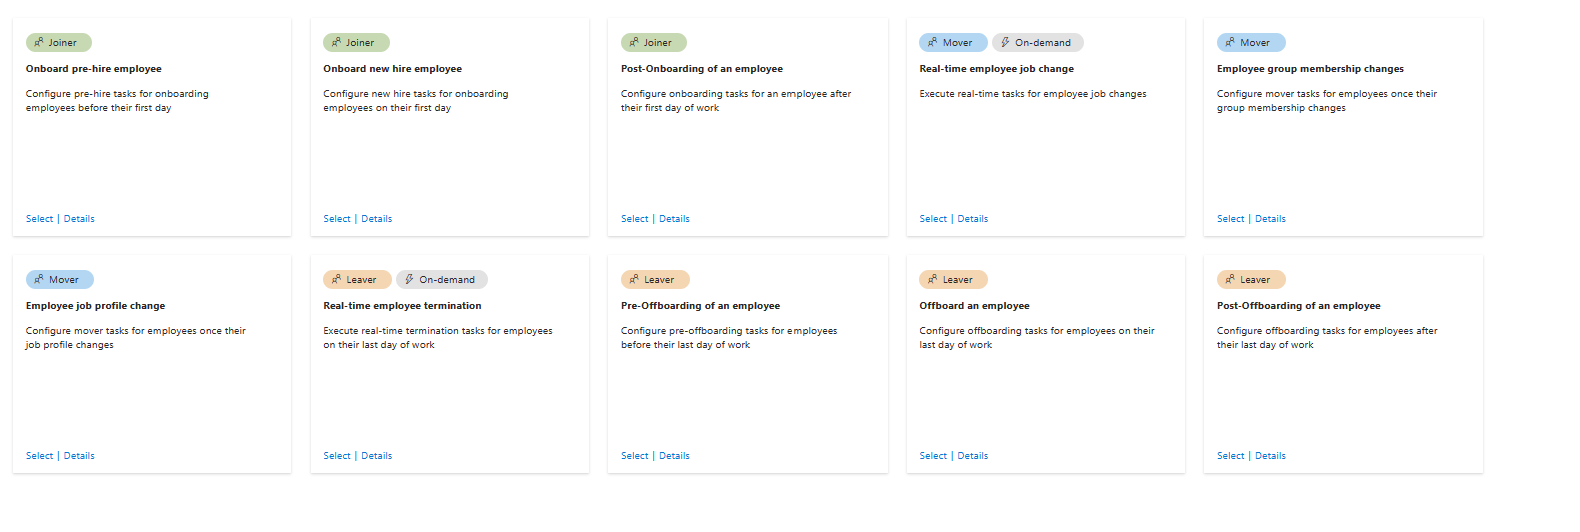 Joiner
Onboard pre-hire employee
Configure pre-hire tasks for onboarding
employees before their first day
Select | Details
Joiner
Onboard new hire employee
Configure new hire tasks for onboarding
employees on their first day
Select | Details
Joiner
Post-Onboarding of an employee
Configure onboarding tasks for an employee after
their first day of work
Select | Details
Mover On-demand
Real-time employee job change
Execute real-time tasks for employee job changes
Select | Details
Mover
Employee group membership changes
Configure mover tasks for employees once their
group membership changes
Select | Details
Mover
Employee job profile change
Configure mover tasks for employees once their
job profile changes
Select | Details
Leaver On-demand
Real-time employee termination
Execute real-time termination tasks for employees
on their last day of work
Select | Details
Leaver
Pre-Offboarding of an employee
Configure pre-offboarding tasks for employees
before their last day of work
Select | Details
Leaver
Offboard an employee
Configure offboarding tasks for employees on their
last day of work
Select | Details
Leaver
Post-Offboarding of an employee
Configure offboarding tasks for employees after
their last day of work
Select | Details